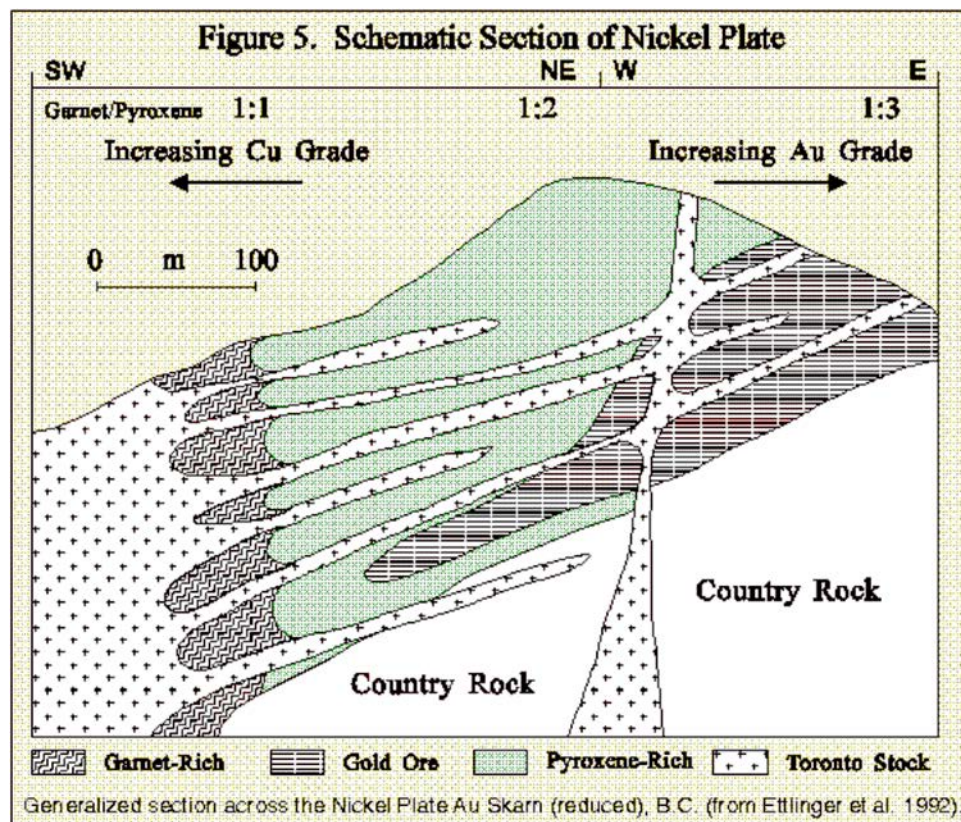 Figure 5. Schematic Section of Nickel Plate
SW NE W E
Garnet/Pyroxene 1:1 1:2 1:3
Increasing Cu Grade Increasing Au Grade
0 m 100
Country Rock
Country Rock
Garnet-Rich Gold Ore Pyroxene-Rich Toronto Stock
Generalized section across the Nickel Plate Au Skarn (reduced), B.C. (from Ettlinger et al. 1992).